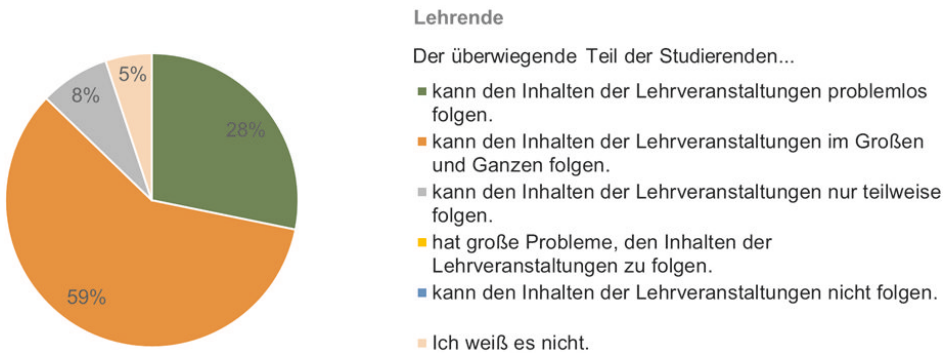 Lehrende
Der überwiegende Teil der Studierenden...
kann den Inhalten der Lehrveranstaltungen problemlos
folgen.
kann den Inhalten der Lehrveranstaltungen im Großen
und Ganzen folgen.
kann den Inhalten der Lehrveranstaltungen nur teilweise
folgen.
hat große Probleme, den Inhalten der
Lehrveranstaltungen zu folgen.
kann den Inhalten der Lehrveranstaltungen nicht folgen.
Ich weiß es nicht.
5%
8%
28%
59%